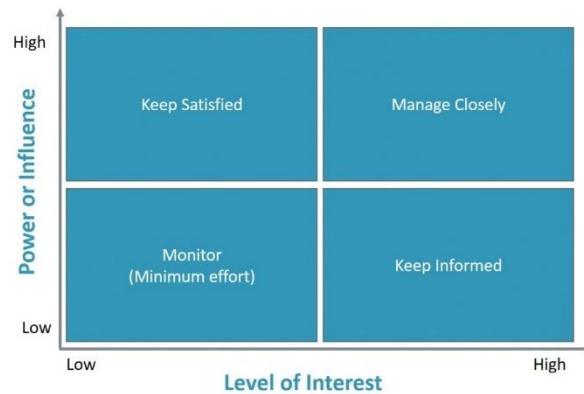 High
Keep Satisfied
Manage Closely
Power or Influence
Monitor
(Minimum effort)
Keep Informed
Low
Low
High
Level of Interest